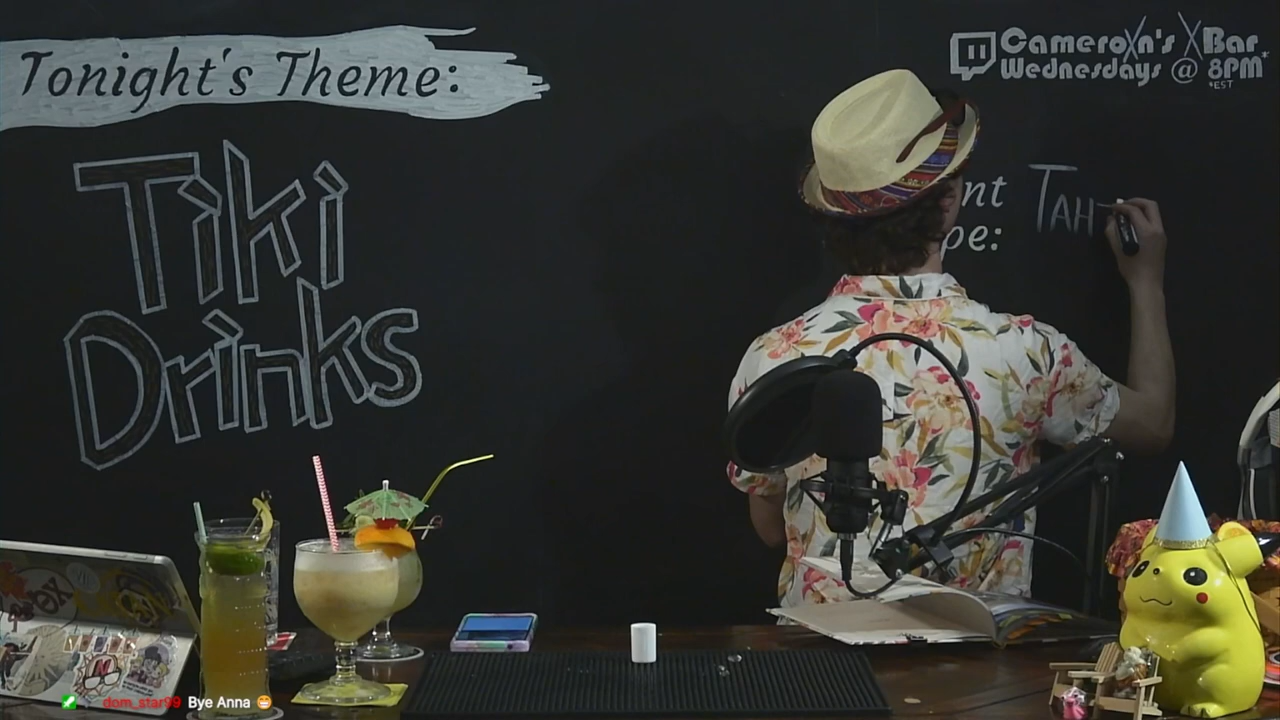 Tonight's Theme:
Tiki
Drinks
Cameron's Bar
Wednesdays @ 8PM*
*EST
nt
pe:
TAH
dom_star99 Bye Anna